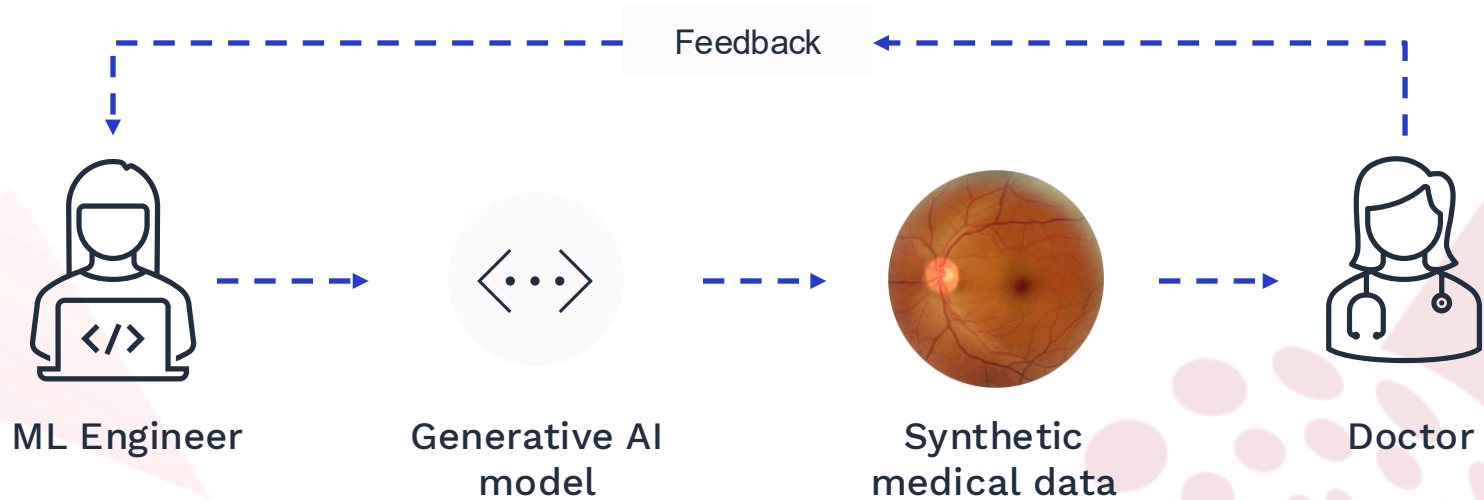 Feedback
</>
ML Engineer
Generative AI
model
Synthetic
medical data
Doctor